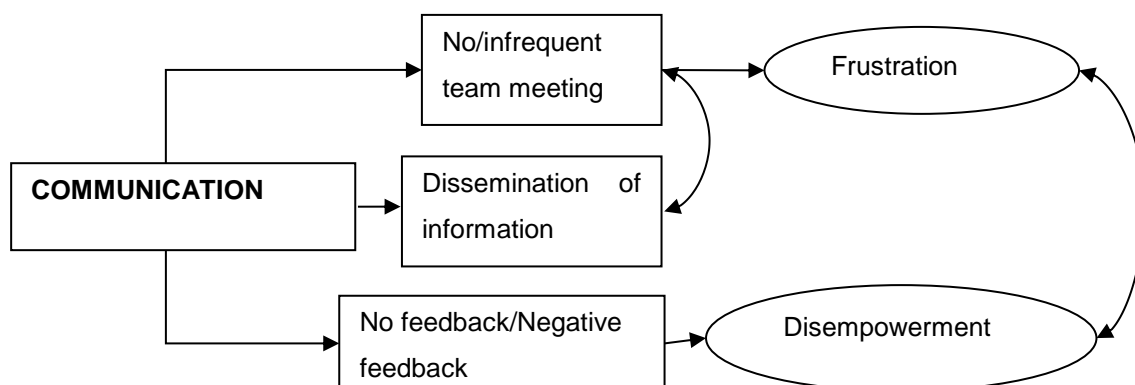 No/infrequent
team meeting
Frustration
COMMUNICATION
Dissemination of
information
No feedback/Negative
feedback
Disempowerment